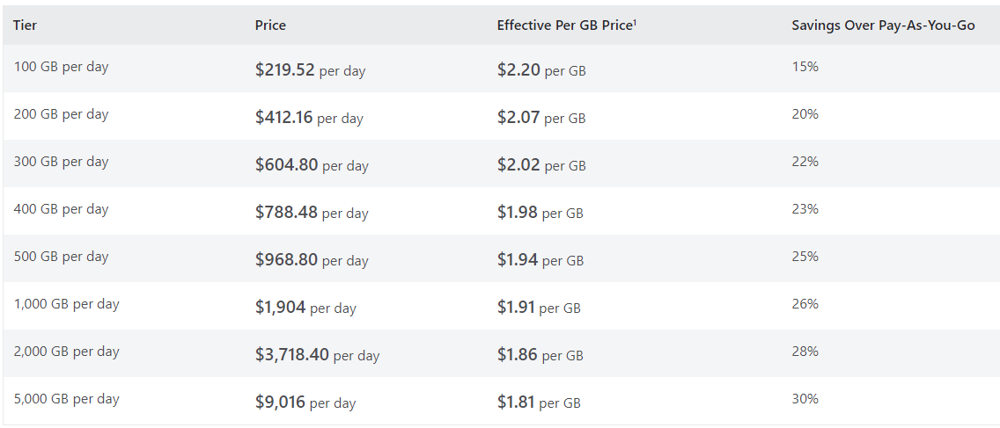 Tier Price Effective Per GB Price¹ Savings Over Pay-As-You-Go
100 GB per day $219.52 per day $2.20 per GB 15%
200 GB per day $412.16 per day $2.07 per GB 20%
300 GB per day $604.80 per day $2.02 per GB 22%
400 GB per day $788.48 per day $1.98 per GB 23%
500 GB per day $968.80 per day $1.94 per GB 25%
1,000 GB per day $1,904 per day $1.91 per GB 26%
2,000 GB per day $3,718.40 per day $1.86 per GB 28%
5,000 GB per day $9,016 per day $1.81 per GB 30%